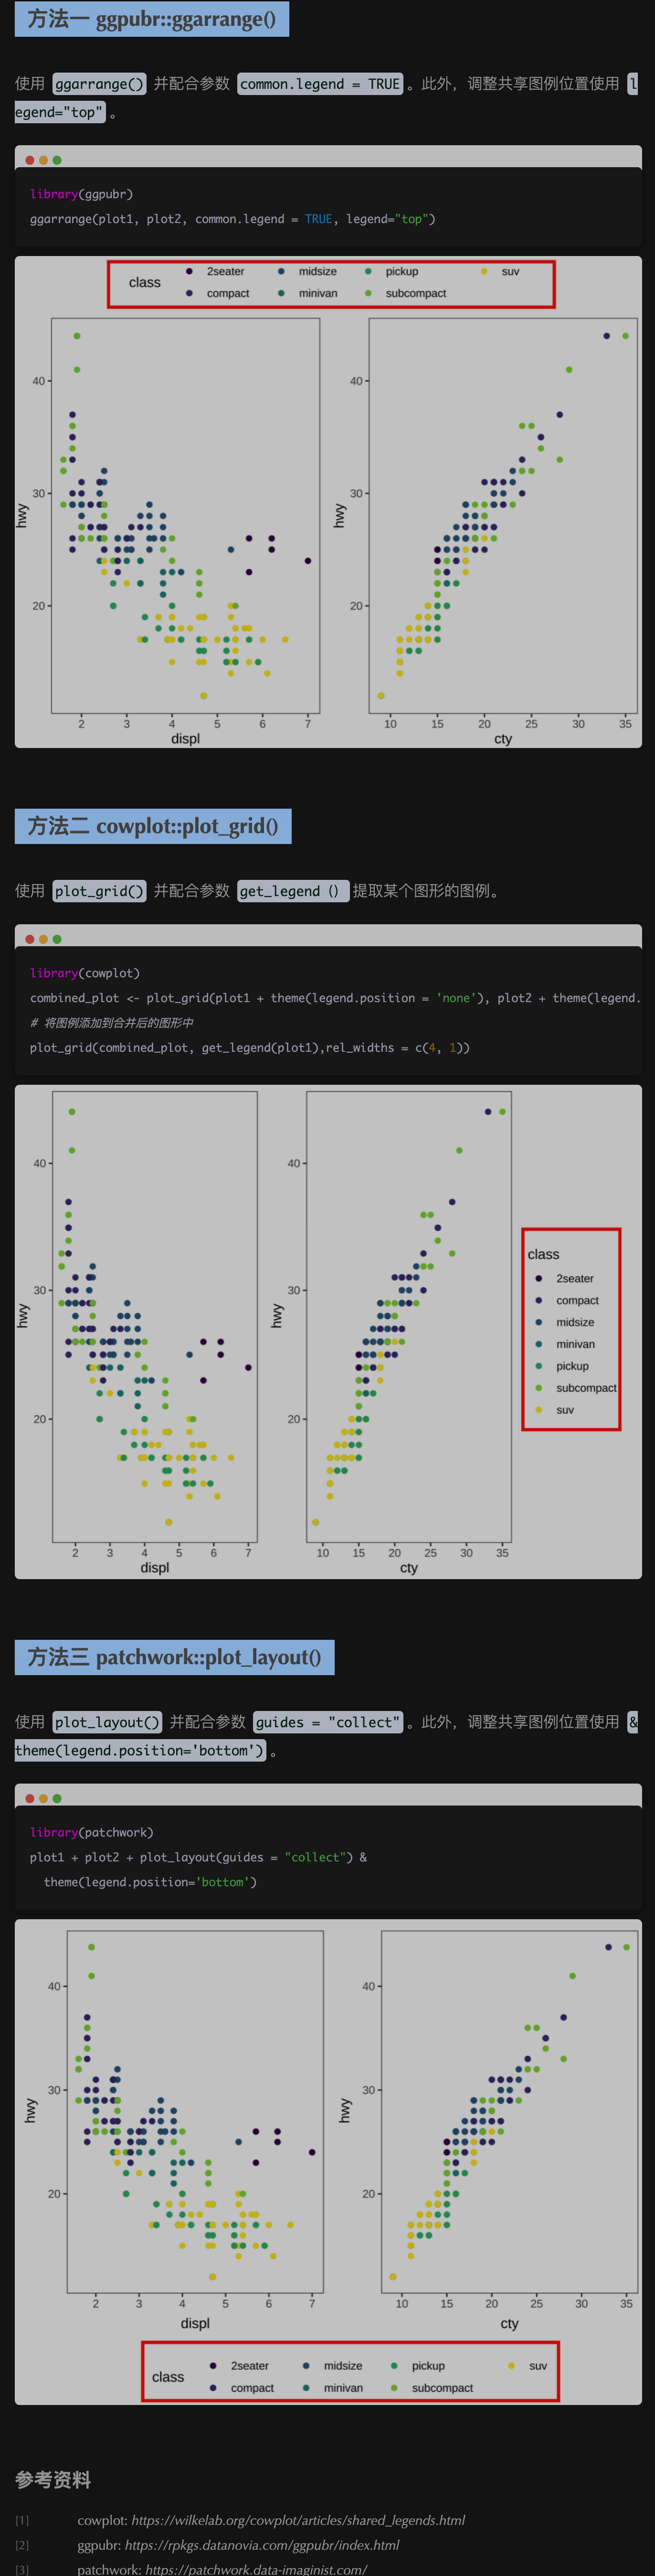 方法一 ggpubr::ggarrange()
使用 ggarrange() 并配合参数 common.legend = TRUE 。此外，调整共享图例位置使用 l
egend="top" 。
library(ggpubr)
ggarrange(plot1, plot2, common.legend = TRUE, legend="top")
class 2seater midsize pickup suv
compact minivan subcompact
40 40
30 30
hwy hwy
20 20
2 3 4 5 6 7 10 15 20 25 30 35
displ cty
方法二 cowplot::plot_grid()
使用 plot_grid() 并配合参数 get_legend () 提取某个图形的图例。
library(cowplot)
combined_plot <- plot_grid(plot1 + theme(legend.position = 'none'), plot2 + theme(legend.
# 将图例添加到合并后的图形中
plot_grid(combined_plot, get_legend(plot1),rel_widths = c(4, 1))
40 40
30 30
hwy hwy
20 20
2 3 4 5 6 7 10 15 20 25 30 35
displ cty
class
2seater
compact
midsize
minivan
pickup
subcompact
suv
方法三 patchwork::plot_layout()
使用 plot_layout() 并配合参数 guides = "collect" 。此外，调整共享图例位置使用 &
theme(legend.position='bottom') 。
library(patchwork)
plot1 + plot2 + plot_layout(guides = "collect") &
theme(legend.position='bottom')
40 40
30 30
hwy hwy
20 20
2 3 4 5 6 7 10 15 20 25 30 35
displ cty
class 2seater midsize pickup suv
compact minivan subcompact
参考资料
[1] cowplot: https://wilkelab.org/cowplot/articles/shared_legends.html
[2] ggpubr: https://rpkgs.datanovia.com/ggpubr/index.html
[3] patchwork: https://patchwork.data-imaginist.com/